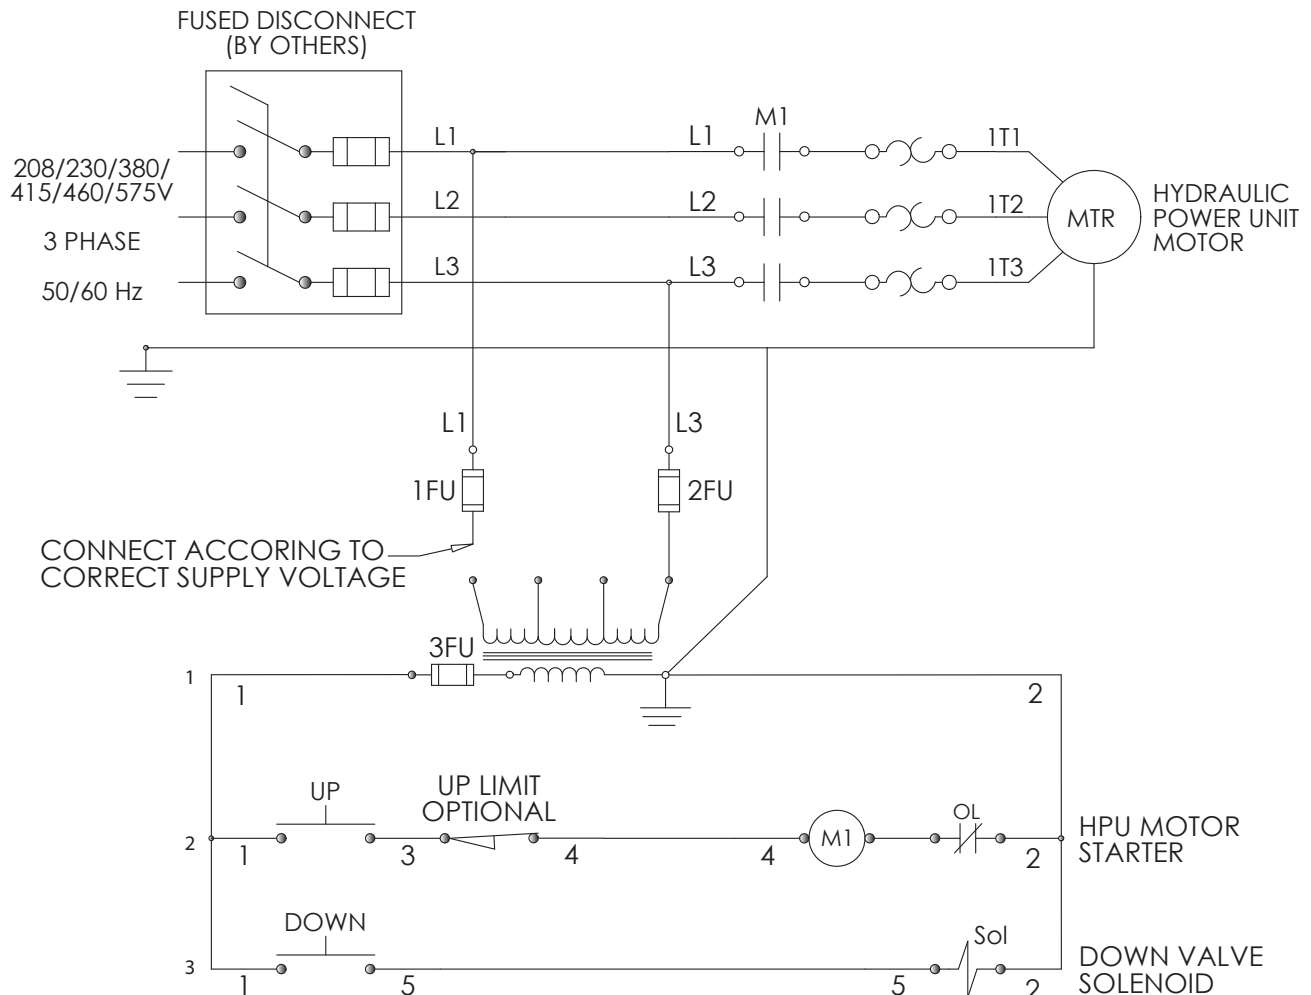 FUSED DISCONNECT
(BY OTHERS)
208/230/380/
415/460/575V
3 PHASE
50/60 Hz
L1
L2
L3
L1
L2
L3
M1
1T1
1T2
1T3
MTR
HYDRAULIC
POWER UNIT
MOTOR
L1
L3
1FU
2FU
CONNECT ACCORING TO
CORRECT SUPPLY VOLTAGE
3FU
1
1
2
UP
UP LIMIT
OPTIONAL
2
1
3
4
4
M1
OL
2
HPU MOTOR
STARTER
DOWN
3
1
5
5
Sol
2
DOWN VALVE
SOLENOID